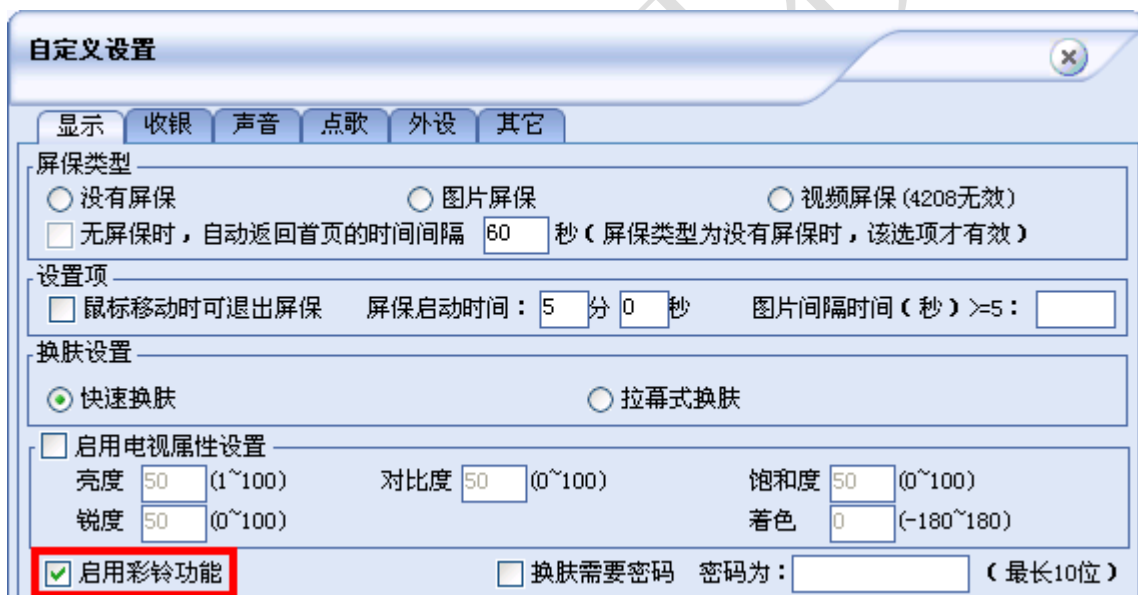 自定义设置
显示 收银 声音 点歌 外设 其它
屏保类型
没有屏保 图片屏保 视频屏保(4208无效)
无屏保时，自动返回首页的时间间隔 60 秒(屏保类型为没有屏保时，该选项才有效)
设置项
鼠标移动时可退出屏保 屏保启动时间：5 分 0 秒 图片间隔时间(秒)>=5：
换肤设置
快速换肤 拉幕式换肤
启用电视属性设置
亮度 50 (1~100) 对比度 50 (0~100) 饱和度 50 (0~100)
锐度 50 (0~100) 着色 0 (-180~180)
启用彩铃功能 换肤需要密码 密码为： (最长10位)